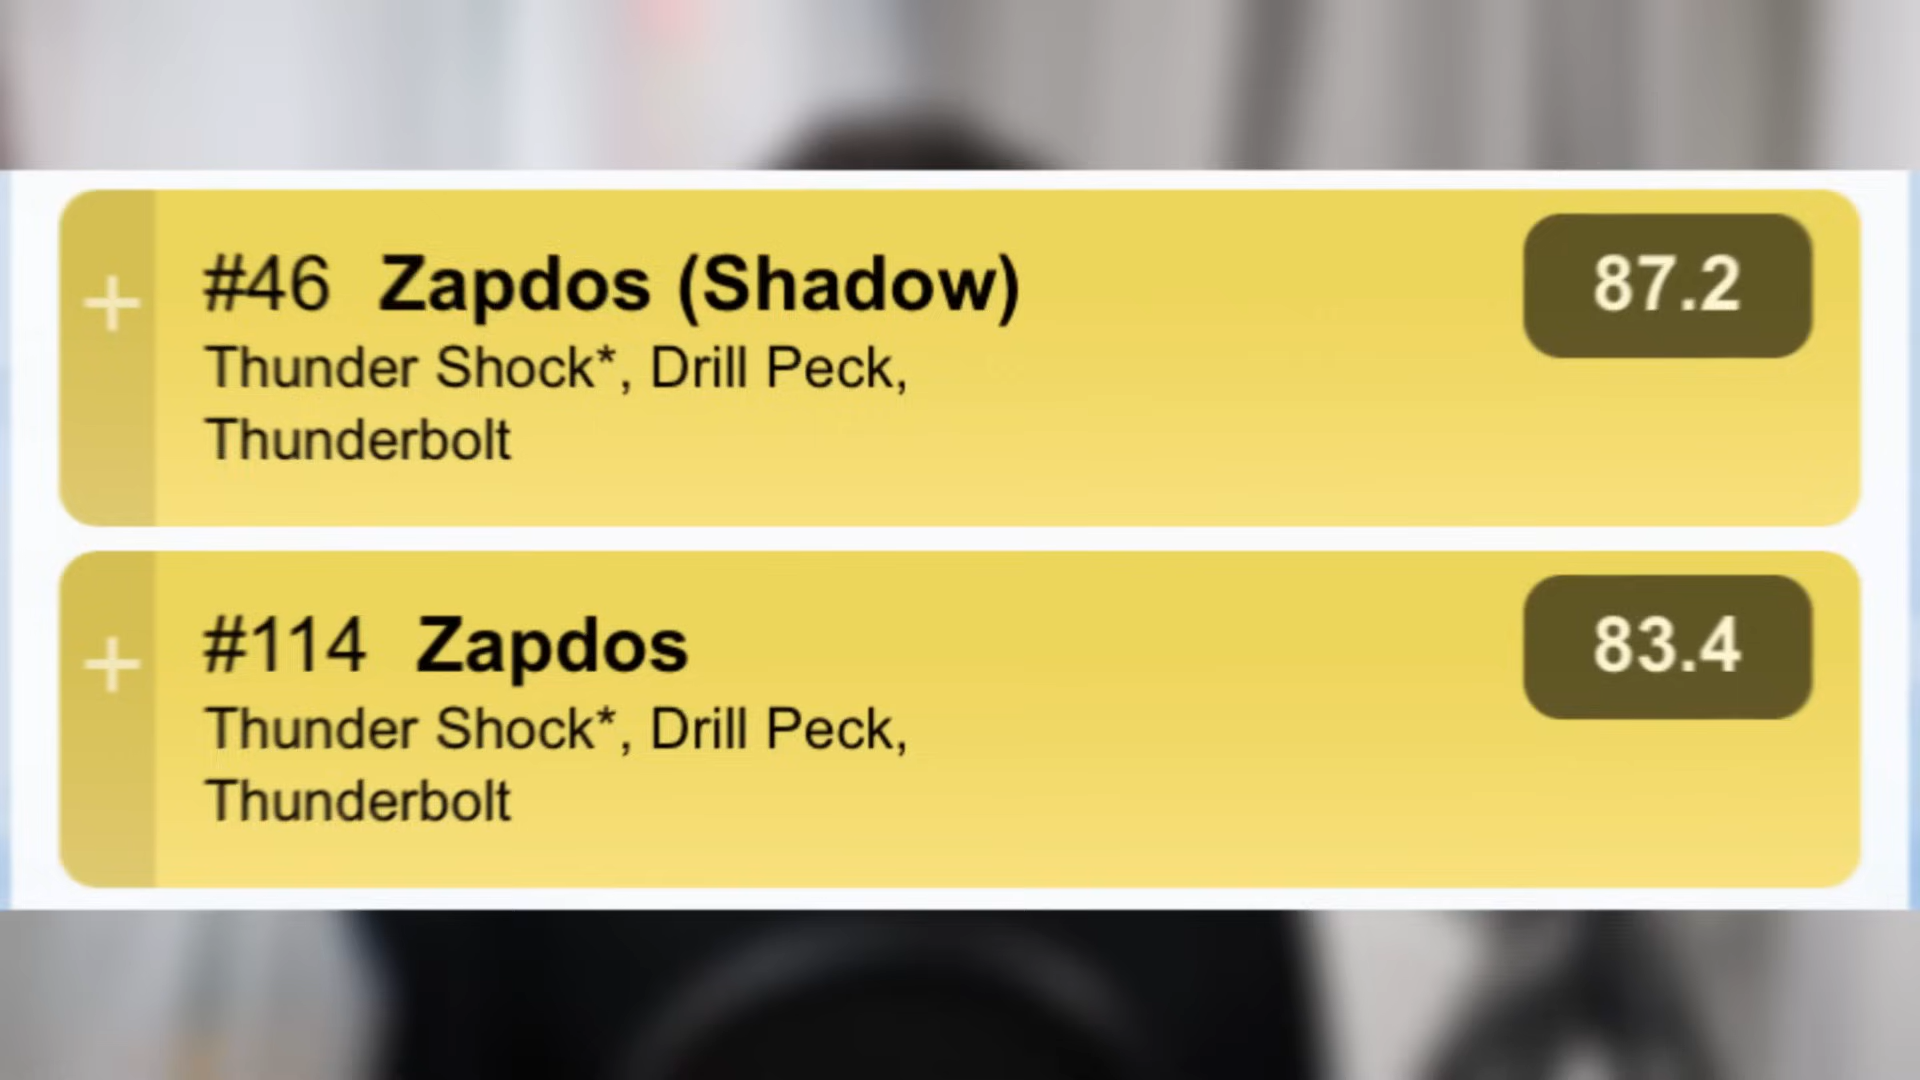 #46 Zapdos (Shadow)
87.2
Thunder Shock*, Drill Peck,
Thunderbolt
#114 Zapdos
83.4
Thunder Shock*, Drill Peck,
Thunderbolt